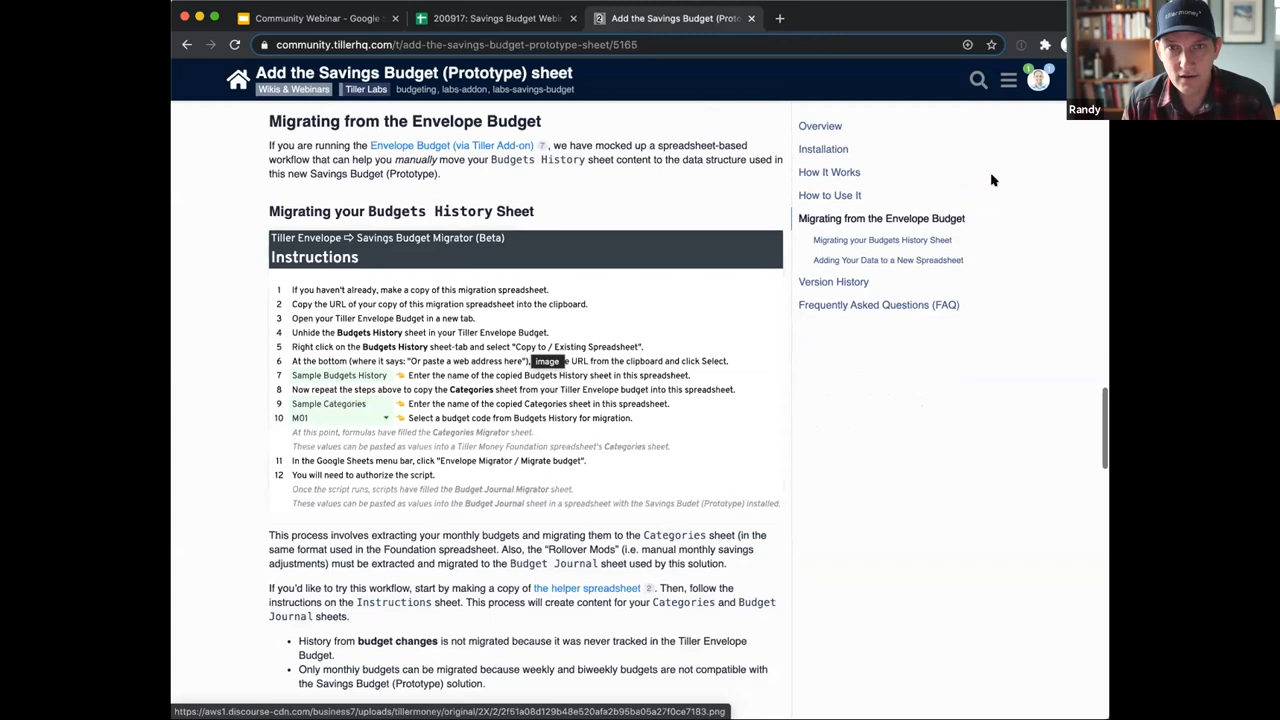 Community Webinar - Google S
200917: Savings Budget Webi
Add the Savings Budget (Proto
community.tillerhq.com/t/add-the-savings-budget-prototype-sheet/5165
Add the Savings Budget (Prototype) sheet
Wikis & Webinars Tiller Labs budgeting, labs-addon, labs-savings-budget
1 1
tiller money
Randy
Migrating from the Envelope Budget
If you are running the Envelope Budget (via Tiller Add-on) 7, we have mocked up a spreadsheet-based
workflow that can help you manually move your Budgets History sheet content to the data structure used in
this new Savings Budget (Prototype).
Migrating your Budgets History Sheet
Tiller Envelope ⇨ Savings Budget Migrator (Beta)
Instructions
1 If you haven't already, make a copy of this migration spreadsheet.
2 Copy the URL of your copy of this migration spreadsheet into the clipboard.
3 Open your Tiller Envelope Budget in a new tab.
4 Unhide the Budgets History sheet in your Tiller Envelope Budget.
5 Right click on the Budgets History sheet-tab and select "Copy to / Existing Spreadsheet".
6 At the bottom (where it says: "Or paste a web address here"), image e URL from the clipboard and click Select.
7 Sample Budgets History 👈 Enter the name of the copied Budgets History sheet in this spreadsheet.
8 Now repeat the steps above to copy the Categories sheet from your Tiller Envelope budget into this spreadsheet.
9 Sample Categories 👈 Enter the name of the copied Categories sheet in this spreadsheet.
10 M01 👈 Select a budget code from Budgets History for migration.
At this point, formulas have filled the Categories Migrator sheet.
These values can be pasted as values into a Tiller Money Foundation spreadsheet's Categories sheet.
11 In the Google Sheets menu bar, click "Envelope Migrator / Migrate budget".
12 You will need to authorize the script.
Once the script runs, scripts have filled the Budget Journal Migrator sheet.
These values can be pasted as values into the Budget Journal sheet in a spreadsheet with the Savings Budet (Prototype) installed.
This process involves extracting your monthly budgets and migrating them to the Categories sheet (in the
same format used in the Foundation spreadsheet. Also, the “Rollover Mods” (i.e. manual monthly savings
adjustments) must be extracted and migrated to the Budget Journal sheet used by this solution.
If you'd like to try this workflow, start by making a copy of the helper spreadsheet 2. Then, follow the
instructions on the Instructions sheet. This process will create content for your Categories and Budget
Journal sheets.
• History from budget changes is not migrated because it was never tracked in the Tiller Envelope
Budget.
• Only monthly budgets can be migrated because weekly and biweekly budgets are not compatible with
the Savings Budget (Prototype) solution.
Overview
Installation
How It Works
How to Use It
Migrating from the Envelope Budget
Migrating your Budgets History Sheet
Adding Your Data to a New Spreadsheet
Version History
Frequently Asked Questions (FAQ)
https://aws1.discourse-cdn.com/business7/uploads/tillermoney/original/2X/2/2f61a08d129b48e520afa2b95ba05a27f0ce7183.png